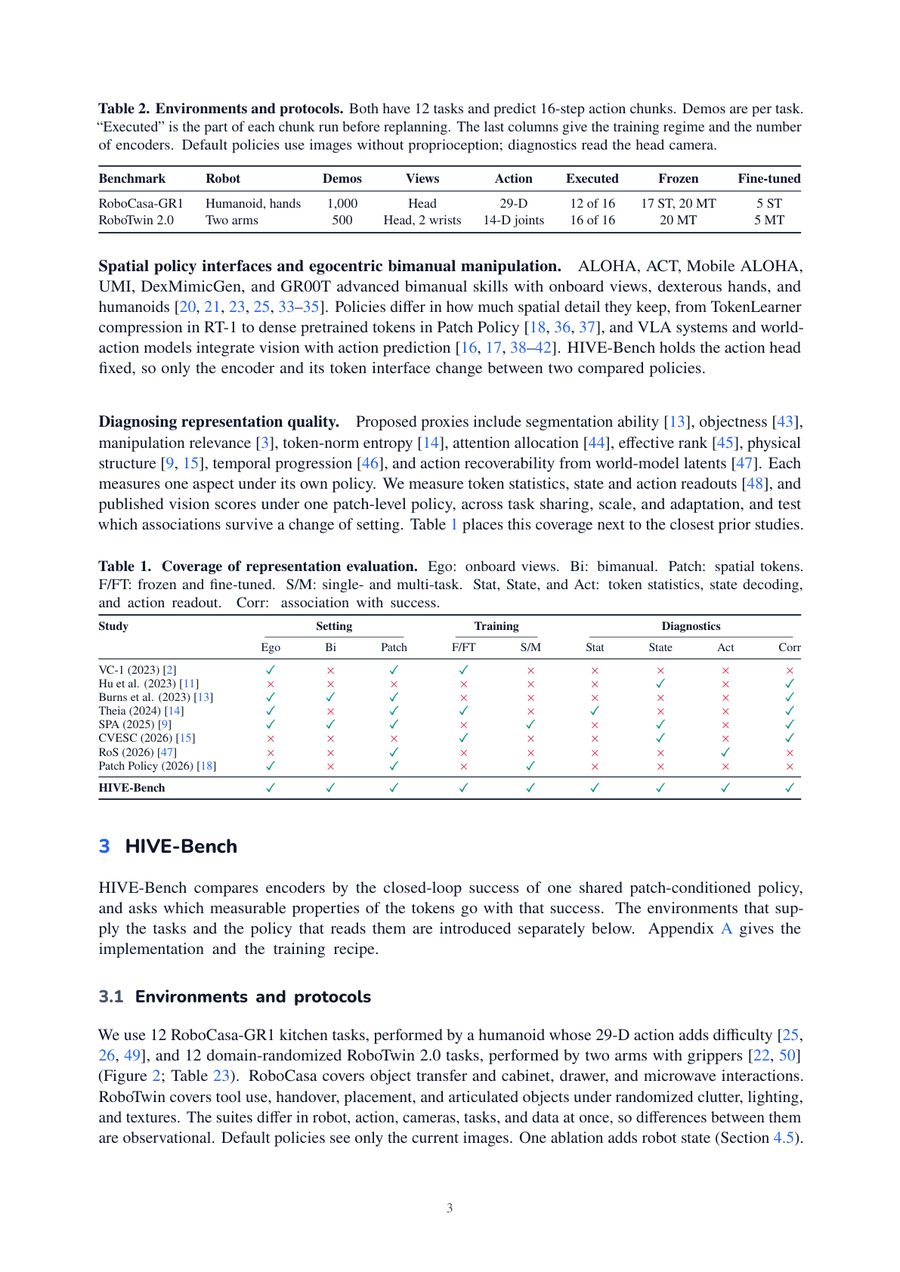 Table 2. Environments and protocols. Both have 12 tasks and predict 16-step action chunks. Demos are per task.
“Executed” is the part of each chunk run before replanning. The last columns give the training regime and the number
of encoders. Default policies use images without proprioception; diagnostics read the head camera.
Benchmark Robot Demos Views Action Executed Frozen Fine-tuned
RoboCasa-GR1 Humanoid, hands 1,000 Head 29-D 12 of 16 17 ST, 20 MT 5 ST
RoboTwin 2.0 Two arms 500 Head, 2 wrists 14-D joints 16 of 16 20 MT 5 MT
Spatial policy interfaces and egocentric bimanual manipulation. ALOHA, ACT, Mobile ALOHA,
UMI, DexMimicGen, and GR00T advanced bimanual skills with onboard views, dexterous hands, and
humanoids [20, 21, 23, 25, 33–35]. Policies differ in how much spatial detail they keep, from TokenLearner
compression in RT-1 to dense pretrained tokens in Patch Policy [18, 36, 37], and VLA systems and world-
action models integrate vision with action prediction [16, 17, 38–42]. HIVE-Bench holds the action head
fixed, so only the encoder and its token interface change between two compared policies.
Diagnosing representation quality. Proposed proxies include segmentation ability [13], objectness [43],
manipulation relevance [3], token-norm entropy [14], attention allocation [44], effective rank [45], physical
structure [9, 15], temporal progression [46], and action recoverability from world-model latents [47]. Each
measures one aspect under its own policy. We measure token statistics, state and action readouts [48], and
published vision scores under one patch-level policy, across task sharing, scale, and adaptation, and test
which associations survive a change of setting. Table 1 places this coverage next to the closest prior studies.
Table 1. Coverage of representation evaluation. Ego: onboard views. Bi: bimanual. Patch: spatial tokens.
F/FT: frozen and fine-tuned. S/M: single- and multi-task. Stat, State, and Act: token statistics, state decoding,
and action readout. Corr: association with success.
Study Setting Training Diagnostics
Ego Bi Patch F/FT S/M Stat State Act Corr
VC-1 (2023) [2] ✓ × ✓ ✓ × × × × ×
Hu et al. (2023) [11] × × × × × × ✓ × ✓
Burns et al. (2023) [13] ✓ ✓ ✓ × × × × × ✓
Theia (2024) [14] ✓ × ✓ ✓ × ✓ × × ✓
SPA (2025) [9] ✓ ✓ ✓ × ✓ × ✓ × ✓
CVESC (2026) [15] × × × ✓ × × ✓ × ✓
RoS (2026) [47] × × ✓ × × × × ✓ ×
Patch Policy (2026) [18] ✓ × ✓ × ✓ × × × ×
HIVE-Bench ✓ ✓ ✓ ✓ ✓ ✓ ✓ ✓ ✓
3 HIVE-Bench
HIVE-Bench compares encoders by the closed-loop success of one shared patch-conditioned policy,
and asks which measurable properties of the tokens go with that success. The environments that sup-
ply the tasks and the policy that reads them are introduced separately below. Appendix A gives the
implementation and the training recipe.
3.1 Environments and protocols
We use 12 RoboCasa-GR1 kitchen tasks, performed by a humanoid whose 29-D action adds difficulty [25,
26, 49], and 12 domain-randomized RoboTwin 2.0 tasks, performed by two arms with grippers [22, 50]
(Figure 2; Table 23). RoboCasa covers object transfer and cabinet, drawer, and microwave interactions.
RoboTwin covers tool use, handover, placement, and articulated objects under randomized clutter, lighting,
and textures. The suites differ in robot, action, cameras, tasks, and data at once, so differences between them
are observational. Default policies see only the current images. One ablation adds robot state (Section 4.5).
3